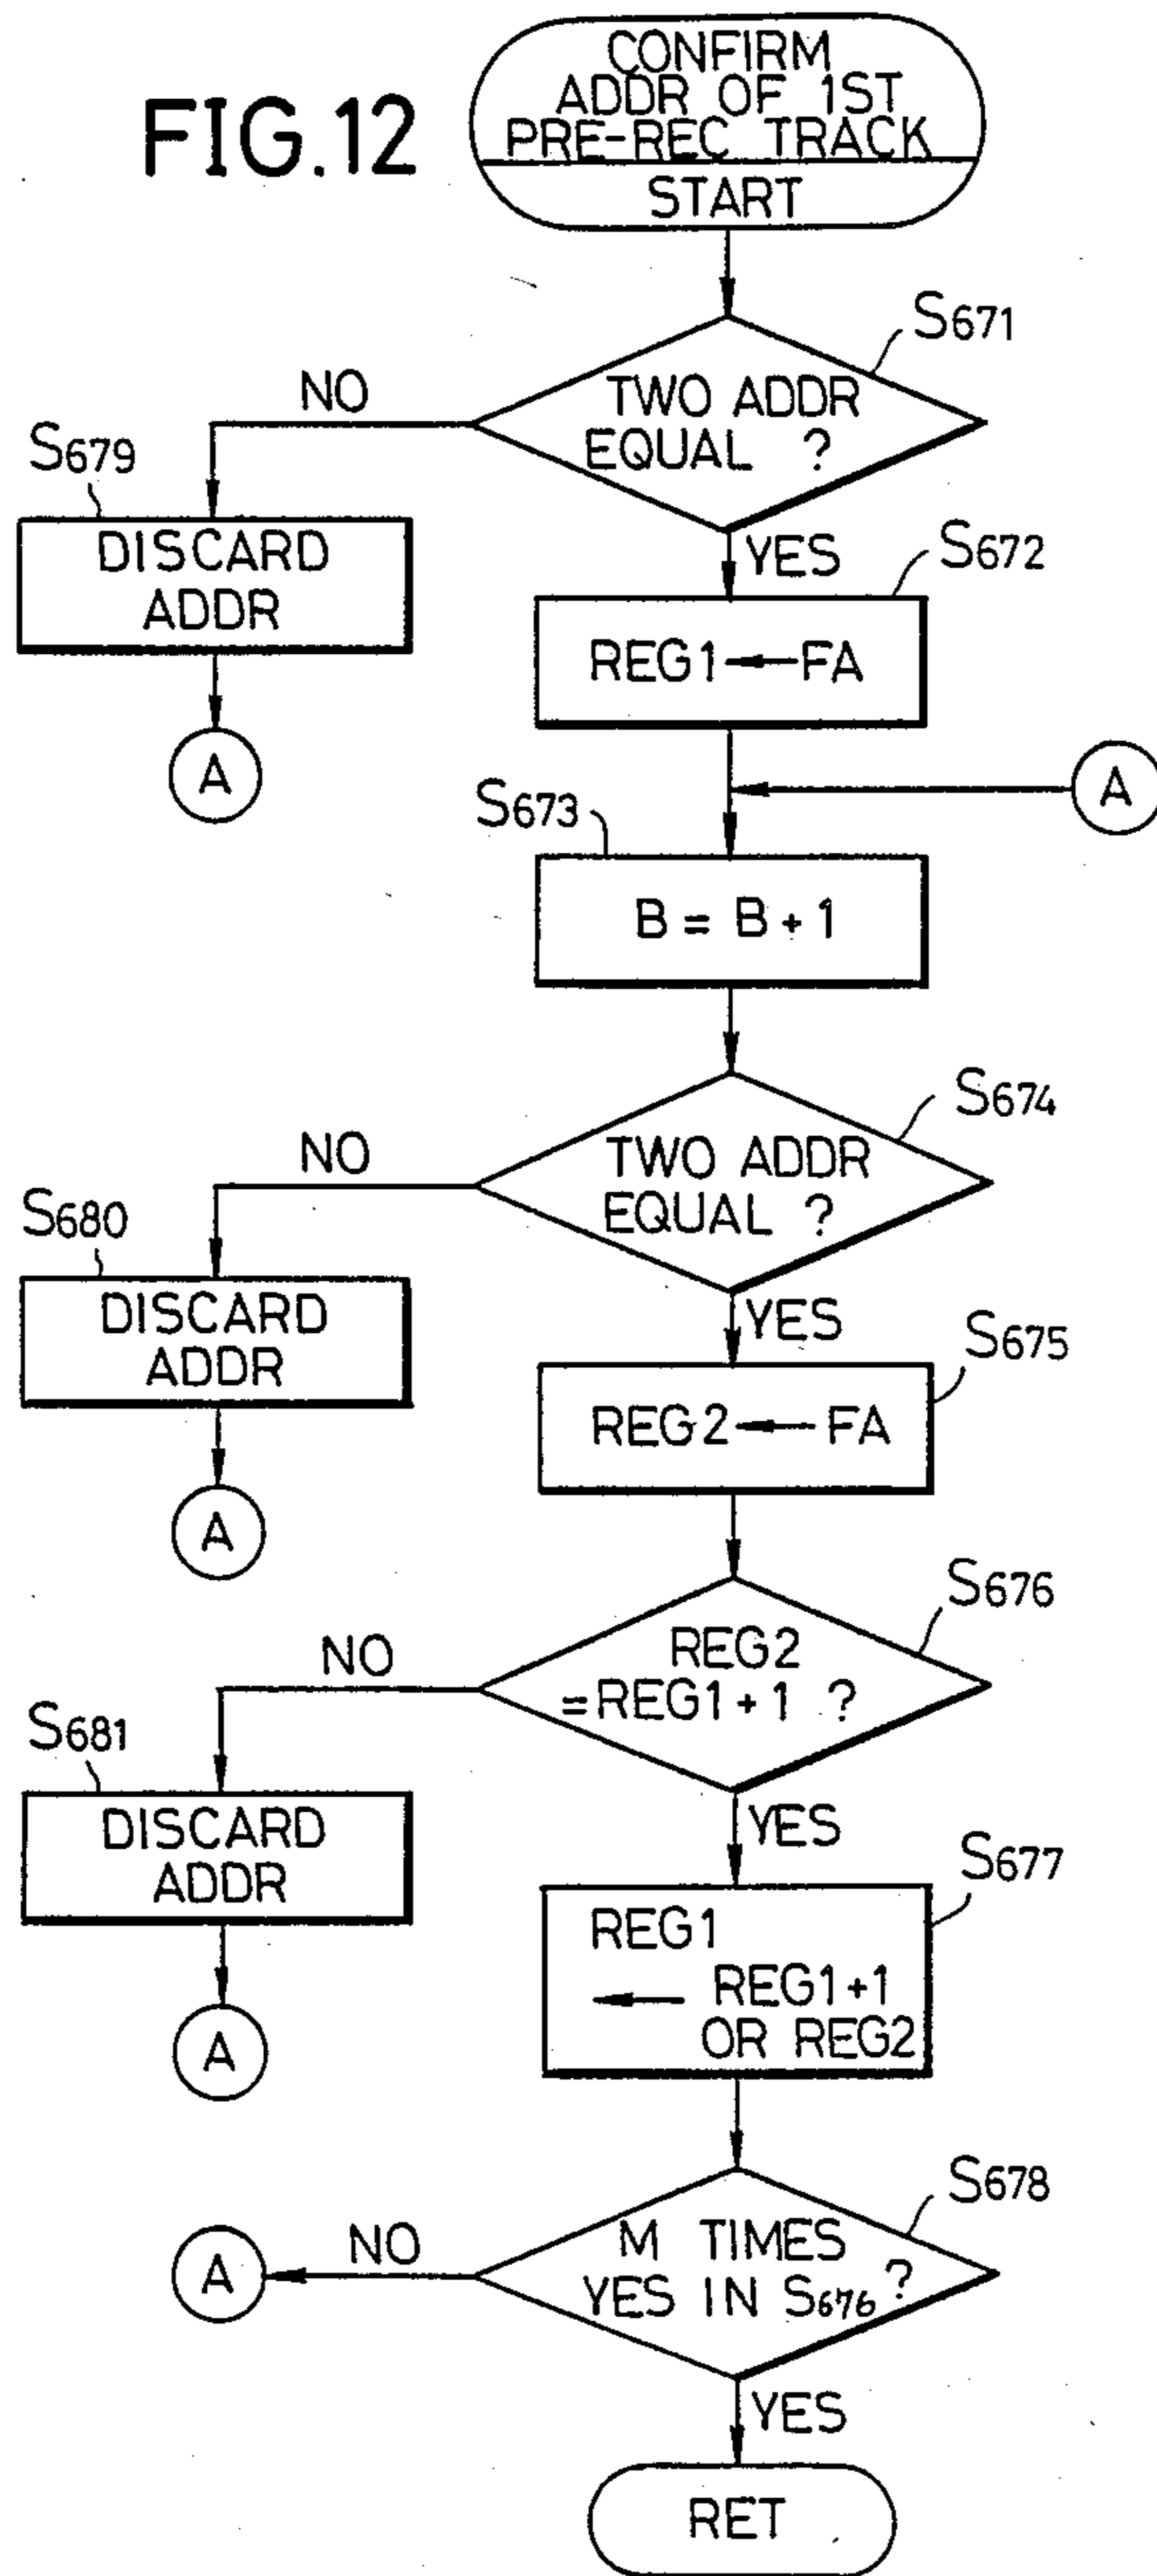 FIG.12
CONFIRM
ADDR OF 1ST
PRE-REC TRACK
START
S671
TWO ADDR
EQUAL ?
NO
YES
S679
DISCARD
ADDR
A
S672
REG1←FA
A
S673
B = B + 1
S674
TWO ADDR
EQUAL ?
NO
YES
S680
DISCARD
ADDR
A
S675
REG2← FA
S676
REG2
=REG1+1 ?
NO
YES
S681
DISCARD
ADDR
A
S677
REG1
← REG1+1
OR REG2
S678
M TIMES
YES IN S676 ?
NO
A
YES
RET